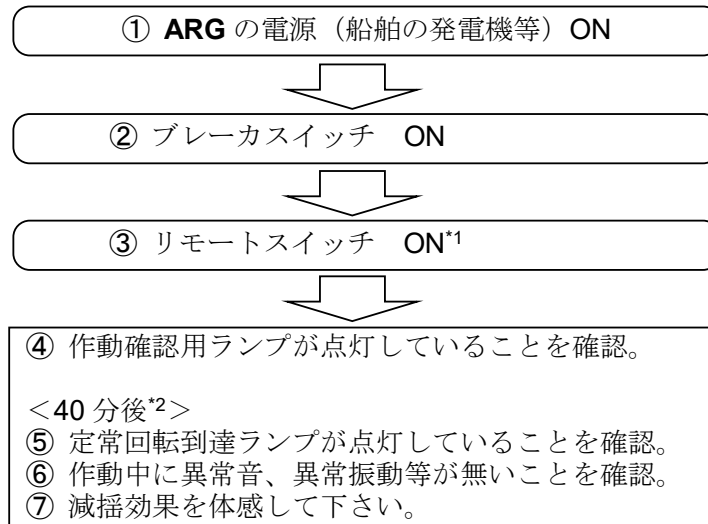 ① ARG の電源（船舶の発電機等）ON
② ブレーカスイッチ ON
③ リモートスイッチ ON*1
④ 作動確認用ランプが点灯していることを確認。
＜40 分後*2＞
⑤ 定常回転到達ランプが点灯していることを確認。
⑥ 作動中に異常音、異常振動等が無いことを確認。
⑦ 減揺効果を体感して下さい。